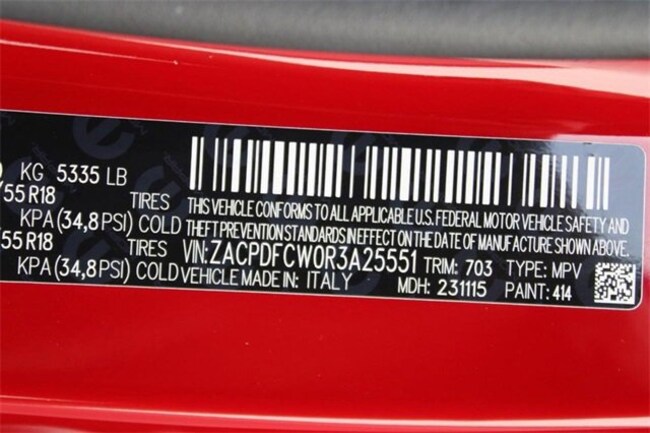 KG 5335 LB
/55 R18 TIRES
KPA (34,8 PSI) COLD
55 R18 TIRES
KPA (34,8 PSI) COLD
THIS VEHICLE CONFORMS TO ALL APPLICABLE U.S. FEDERAL MOTOR VEHICLE SAFETY AND
THEFT PREVENTION STANDARDS IN EFFECT ON THE DATE OF MANUFACTURE SHOWN ABOVE.
VIN: ZACPDFCW0R3A25551 TRIM: 703 TYPE: MPV
VEHICLE MADE IN: ITALY MDH: 231115 PAINT: 414